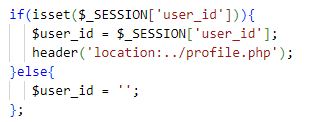 if(isset($_SESSION['user_id'])){
   $user_id = $_SESSION['user_id'];
   header('location:../profile.php');
}else{
   $user_id = '';
};